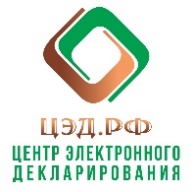 ЦЭД.РФ
ЦЕНТР ЭЛЕКТРОННОГО
ДЕКЛАРИРОВАНИЯ